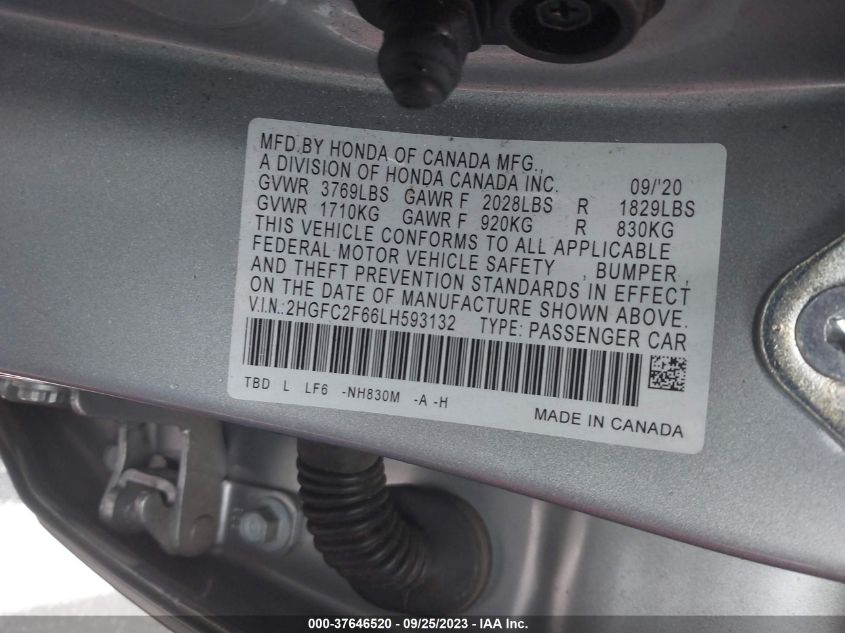 MFD.BY HONDA OF CANADA MFG.,
A DIVISION OF HONDA CANADA INC. 09/'20
GVWR 3769LBS GAWR F 2028LBS R 1829LBS
GVWR 1710KG GAWR F 920KG R 830KG
THIS VEHICLE CONFORMS TO ALL APPLICABLE
FEDERAL MOTOR VEHICLE SAFETY , BUMPER ,
AND THEFT PREVENTION STANDARDS IN EFFECT
ON THE DATE OF MANUFACTURE SHOWN ABOVE.
V.I.N.:2HGFC2F66LH593132 TYPE: PASSENGER CAR
TBD L LF6 -NH830M -A -H
MADE IN CANADA
000-37646520 / 09/25/2023 / IAA Inc.